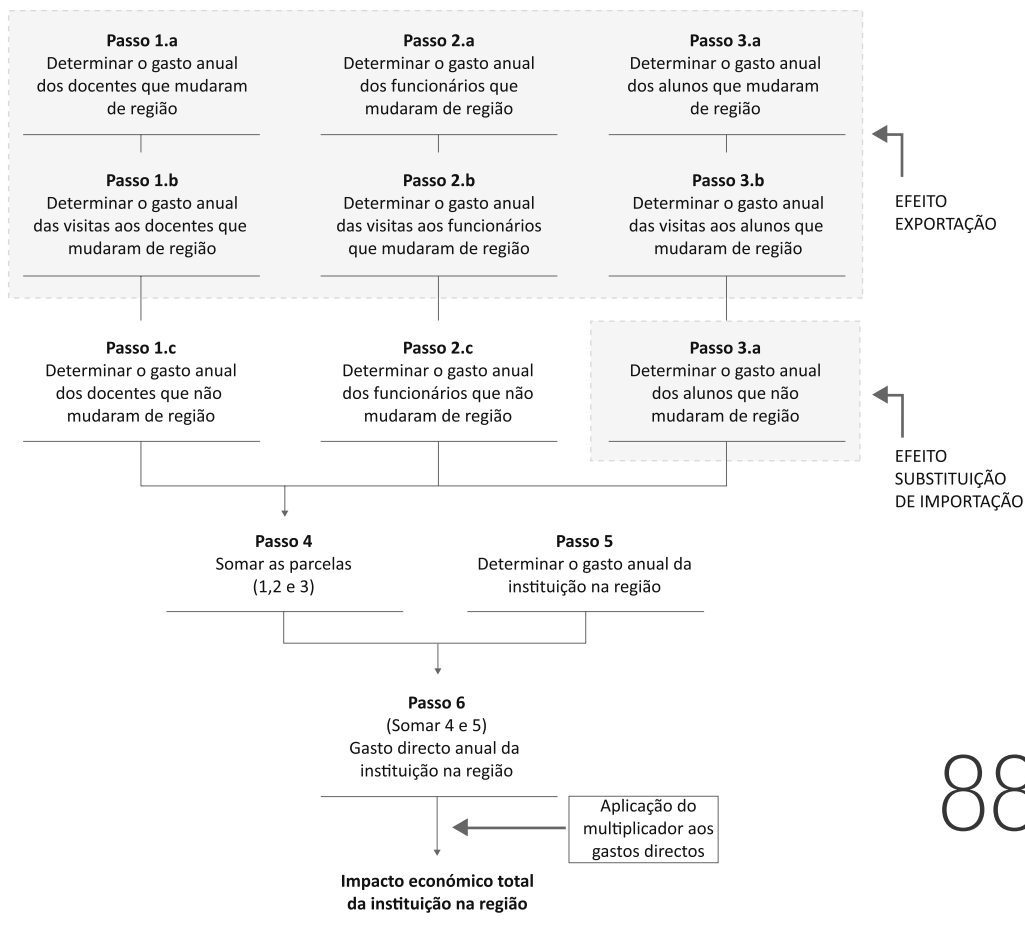 Passo 1.a
Determinar o gasto anual
dos docentes que mudaram
de região
Passo 2.a
Determinar o gasto anual
dos funcionários que
mudaram de região
Passo 3.a
Determinar o gasto anual
dos alunos que mudaram
de região
Passo 1.b
Determinar o gasto anual
das visitas aos docentes que
mudaram de região
Passo 2.b
Determinar o gasto anual
das visitas aos funcionários
que mudaram de região
Passo 3.b
Determinar o gasto anual
das visitas aos alunos que
mudaram de região
EFEITO
EXPORTAÇÃO
Passo 1.c
Determinar o gasto anual
dos docentes que não
mudaram de região
Passo 2.c
Determinar o gasto anual
dos funcionários que não
mudaram de região
Passo 3.a
Determinar o gasto anual
dos alunos que não
mudaram de região
EFEITO
SUBSTITUIÇÃO
DE IMPORTAÇÃO
Passo 4
Somar as parcelas
(1,2 e 3)
Passo 5
Determinar o gasto anual da
instituição na região
Passo 6
(Somar 4 e 5)
Gasto directo anual da
instituição na região
88
Aplicação do
multiplicador aos
gastos directos
Impacto económico total
da instituição na região